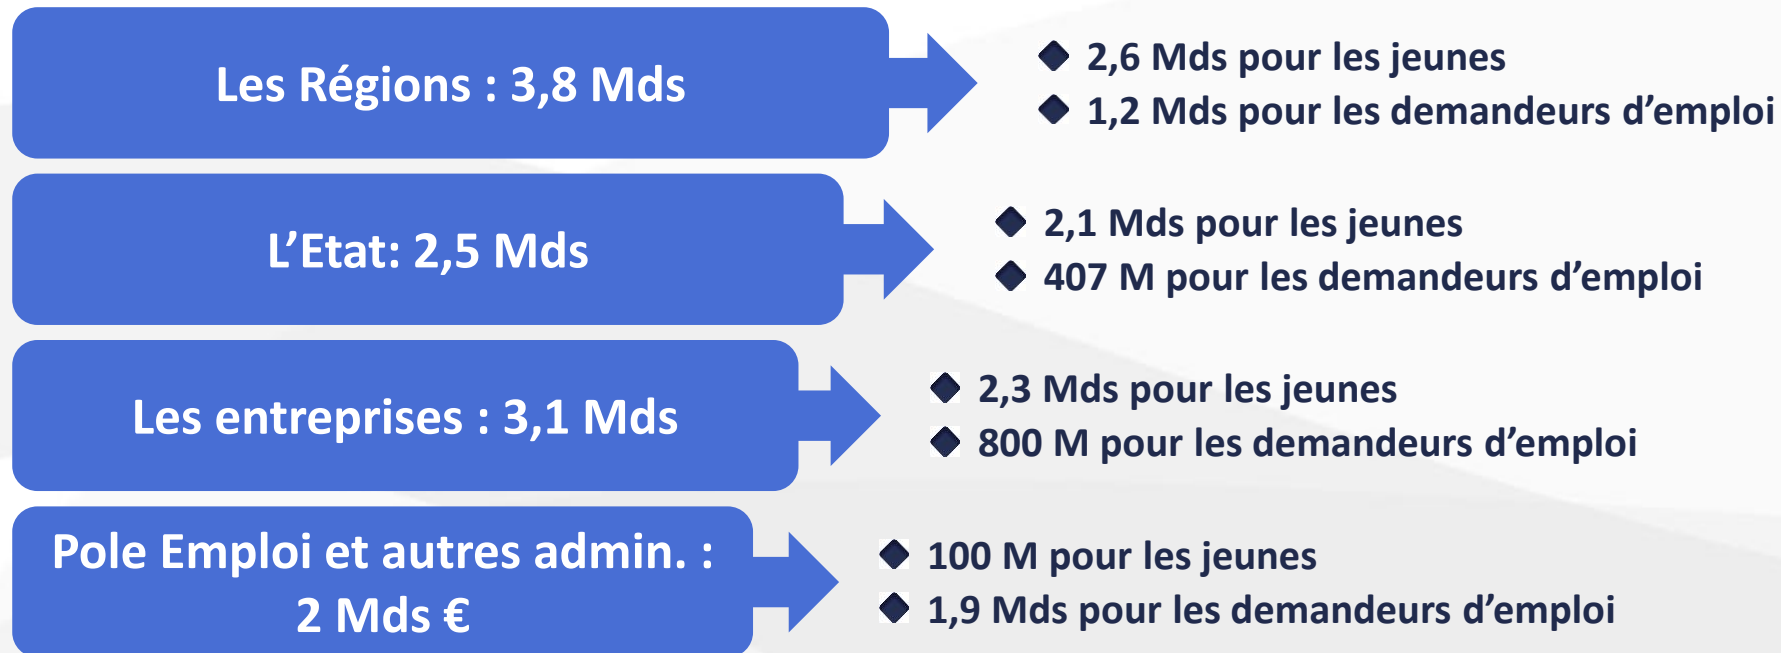 Les Régions : 3,8 Mds
2,6 Mds pour les jeunes
1,2 Mds pour les demandeurs d’emploi
L’Etat: 2,5 Mds
2,1 Mds pour les jeunes
407 M pour les demandeurs d’emploi
Les entreprises : 3,1 Mds
2,3 Mds pour les jeunes
800 M pour les demandeurs d’emploi
Pole Emploi et autres admin. :
2 Mds €
100 M pour les jeunes
1,9 Mds pour les demandeurs d’emploi